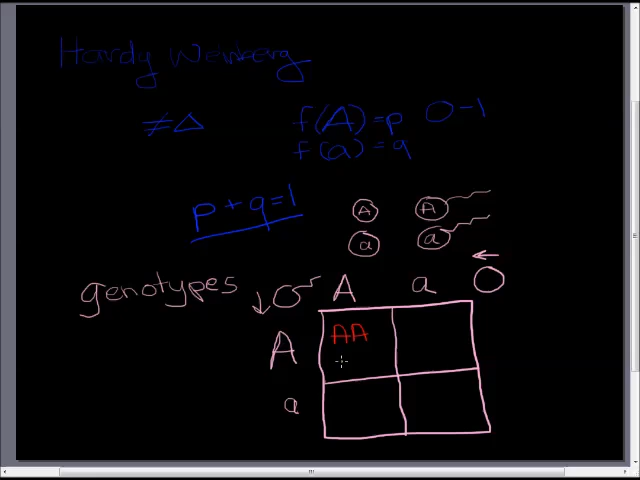 Hardy Weinberg
≠Δ
f(A)=p 0-1
f(a)=q
p+q=1
A A
a a
genotypes A a
A AA
a